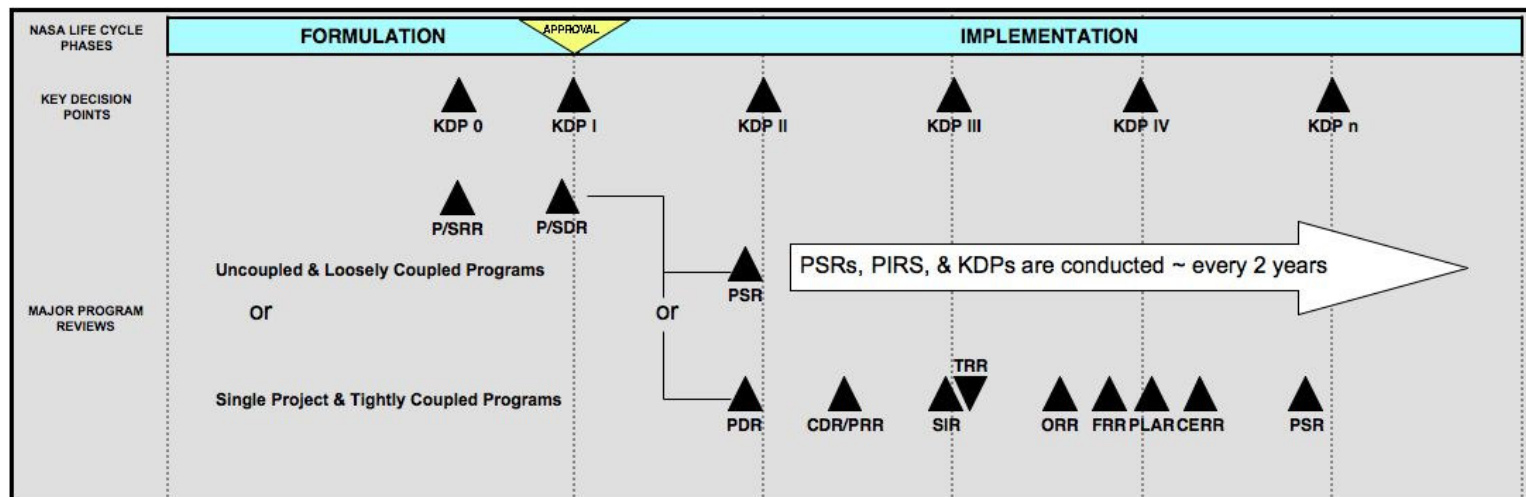 NASA LIFE CYCLE
PHASES
FORMULATION
APPROVAL
IMPLEMENTATION
KEY DECISION
POINTS
KDP 0
KDP I
KDP II
KDP III
KDP IV
KDP n
P/SRR
P/SDR
Uncoupled & Loosely Coupled Programs
PSR
PSRs, PIRS, & KDPs are conducted ~ every 2 years
MAJOR PROGRAM
REVIEWS
or
or
TRR
Single Project & Tightly Coupled Programs
PDR
CDR/PRR
SIR
ORR
FRR
PLAR
CERR
PSR